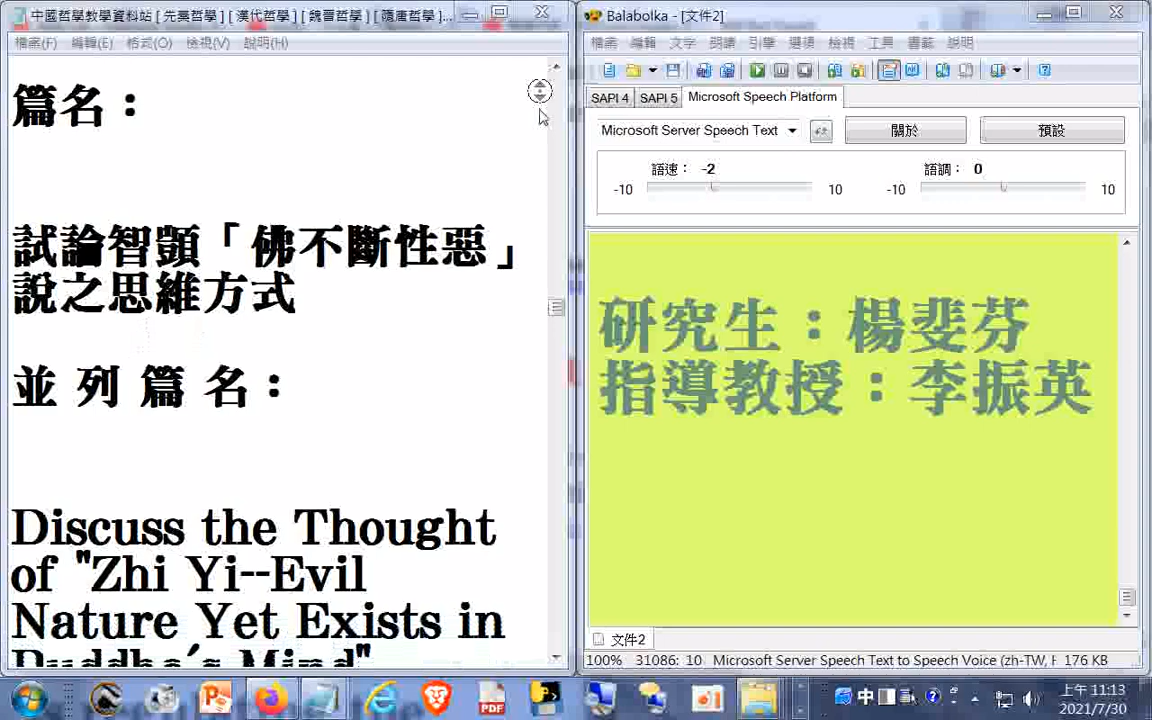 中國哲學教學資料站 [ 先秦哲學 ] [ 漢代哲學 ] [ 魏晉哲學 ] [ 隋唐哲學 ]...
檔案(F) 編輯(E) 格式(O) 檢視(V) 說明(H)
篇名：
試論智顗「佛不斷性惡」
說之思維方式
並 列 篇 名：
Discuss the Thought
of "Zhi Yi--Evil
Nature Yet Exists in
Buddha's Mind"
Balabolka - [文件2]
檔案 編輯 文字 朗讀 引擎 選項 檢視 工具 書籤 說明
SAPI 4 SAPI 5 Microsoft Speech Platform
Microsoft Server Speech Text 關於 預設
語速： -2 語調： 0
-10 10 -10 10
研究生：楊斐芬
指導教授：李振英
文件2
100% 31086: 10 Microsoft Server Speech Text to Speech Voice (zh-TW, H 176 KB
中
上午 11:13
2021/7/30